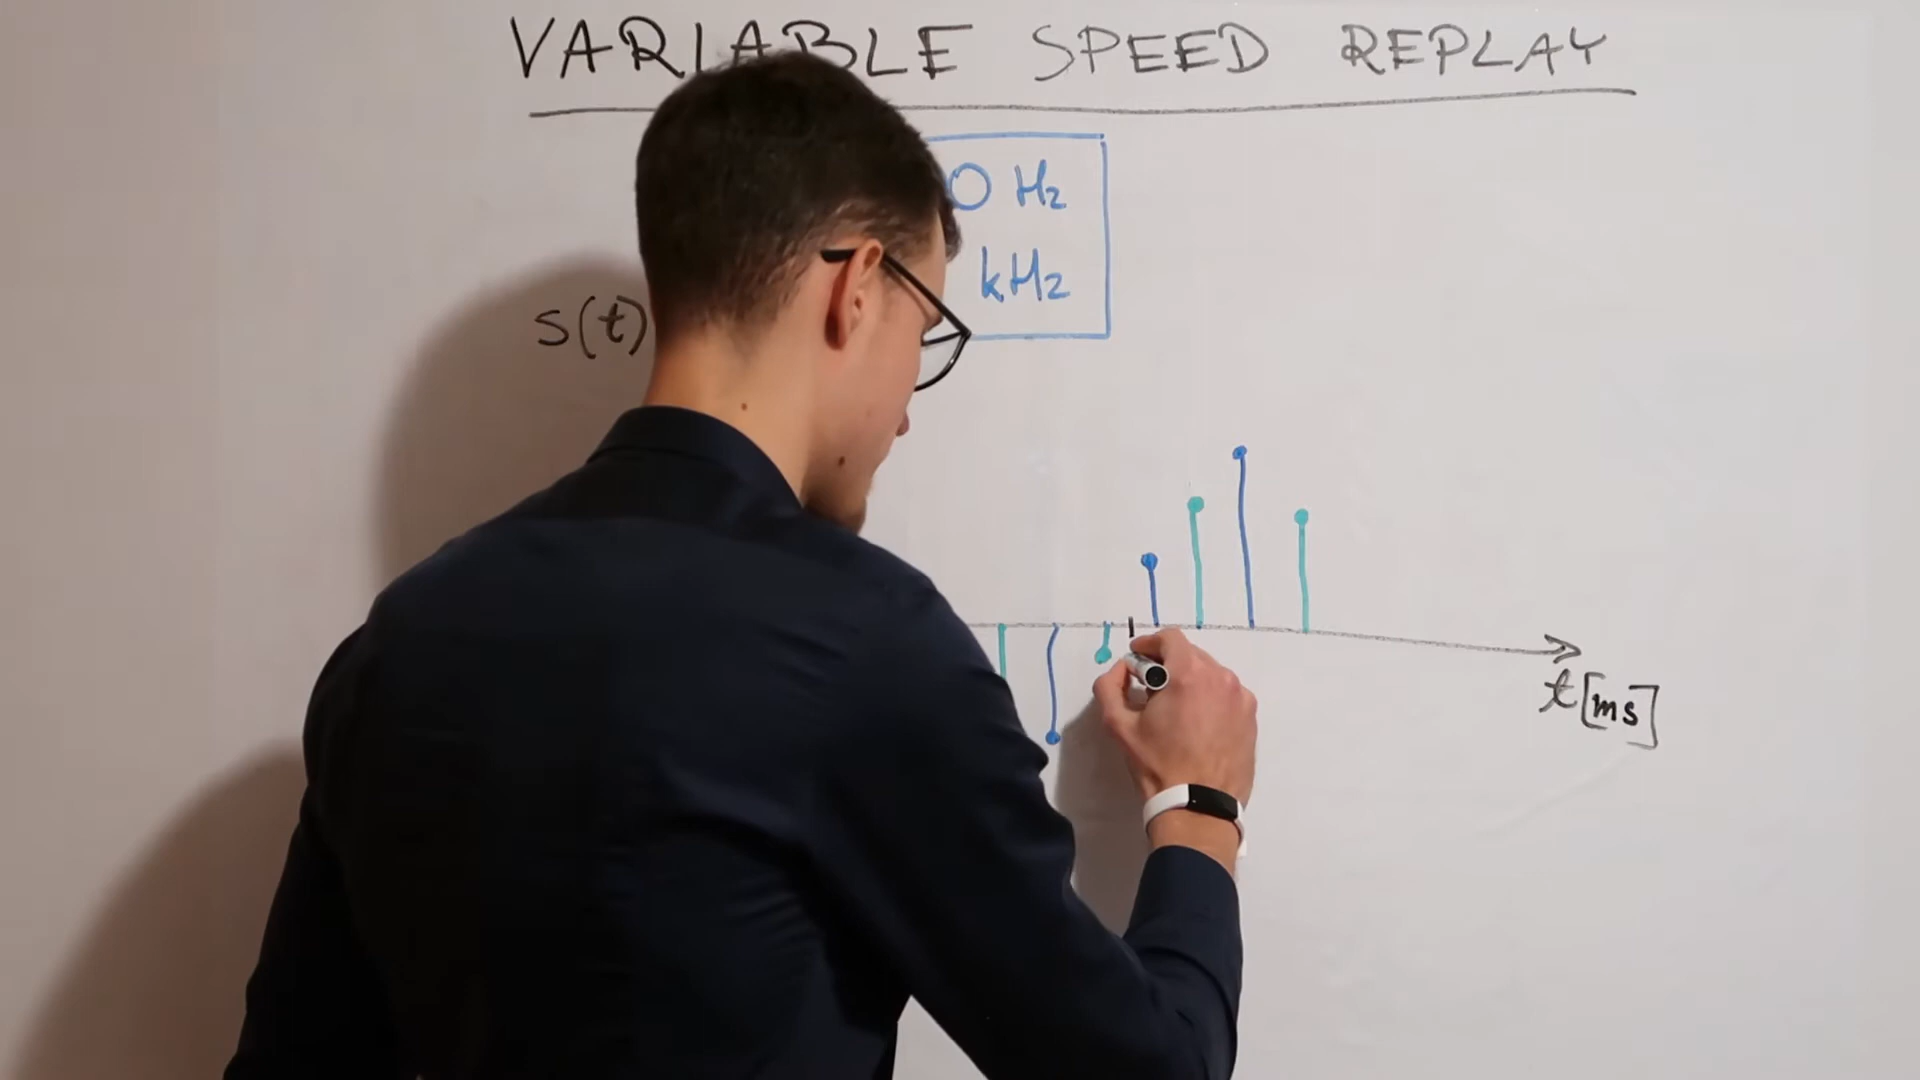 VARIABLE SPEED REPLAY
0 Hz
kHz
s(t)
t[ms]